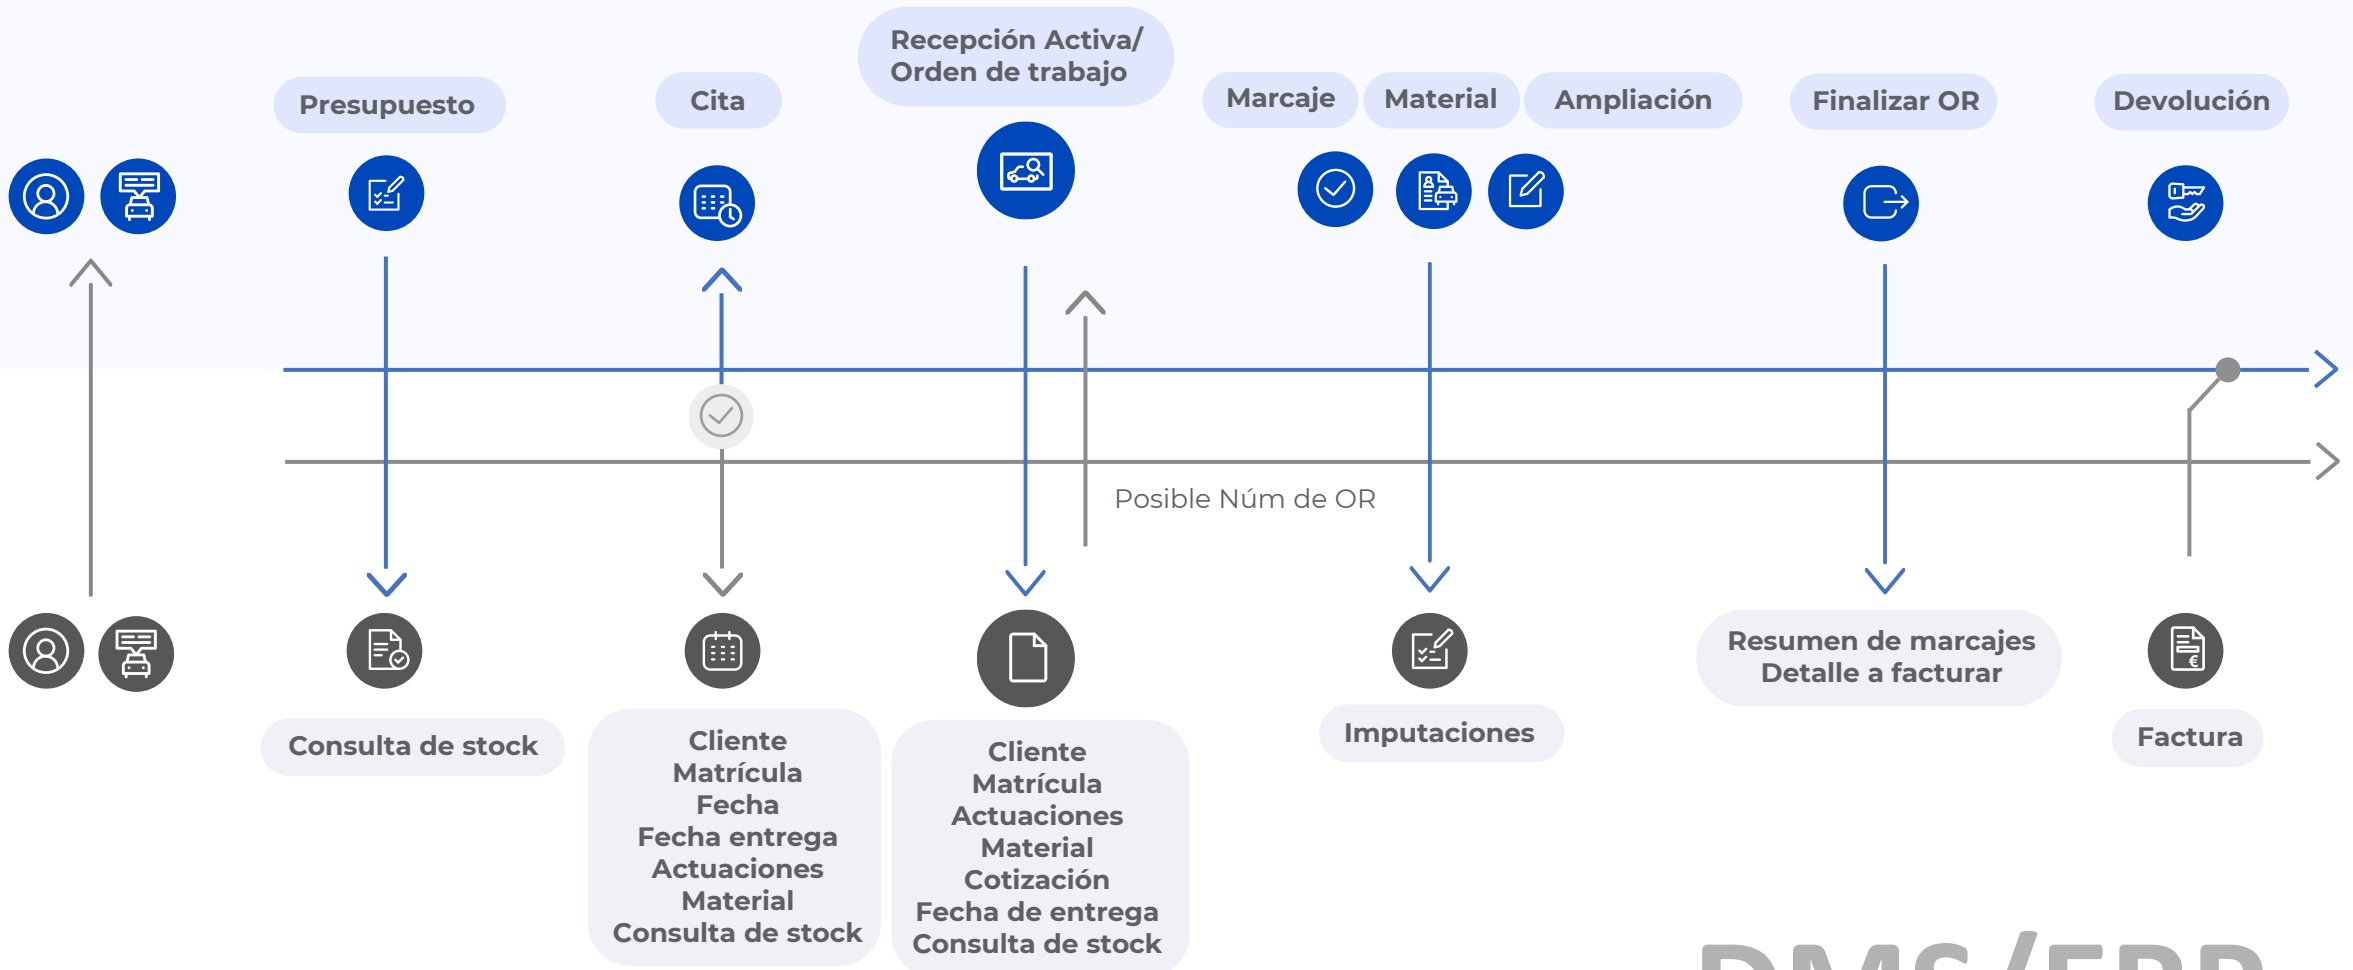 Recepción Activa/
Orden de trabajo
Presupuesto
Cita
Marcaje
Material
Ampliación
Finalizar OR
Devolución
Posible Núm de OR
Consulta de stock
Cliente
Matrícula
Fecha
Fecha entrega
Actuaciones
Material
Consulta de stock
Cliente
Matrícula
Actuaciones
Material
Cotización
Fecha de entrega
Consulta de stock
Imputaciones
Resumen de marcajes
Detalle a facturar
€
Factura
DMS/ERP